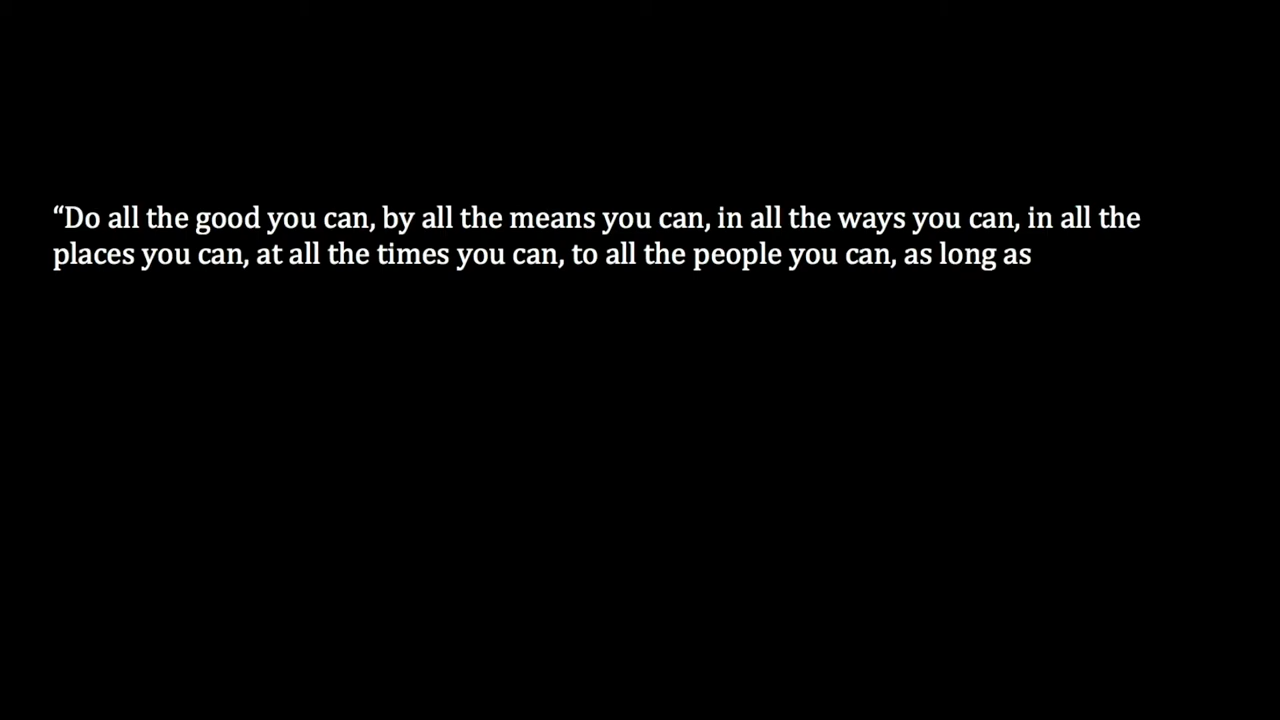 “Do all the good you can, by all the means you can, in all the ways you can, in all the
places you can, at all the times you can, to all the people you can, as long as